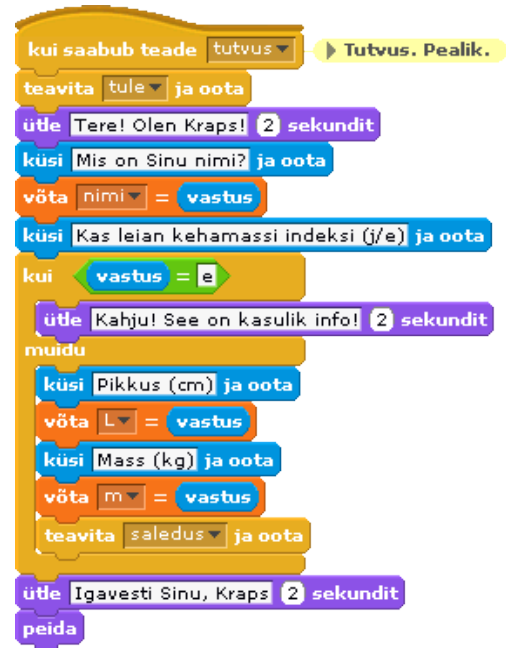 kui saabub teade tutvus Tutvus. Pealik.
teavita tule ja oota
ütle Tere! Olen Kraps! 2 sekundit
küsi Mis on Sinu nimi? ja oota
võta nimi = vastus
küsi Kas leian kehamassi indeksi (j/e) ja oota
kui vastus = e
ütle Kahju! See on kasulik info! 2 sekundit
muidu
küsi Pikkus (cm) ja oota
võta L = vastus
küsi Mass (kg) ja oota
võta m = vastus
teavita saledus ja oota
ütle Igavesti Sinu, Kraps 2 sekundit
peida